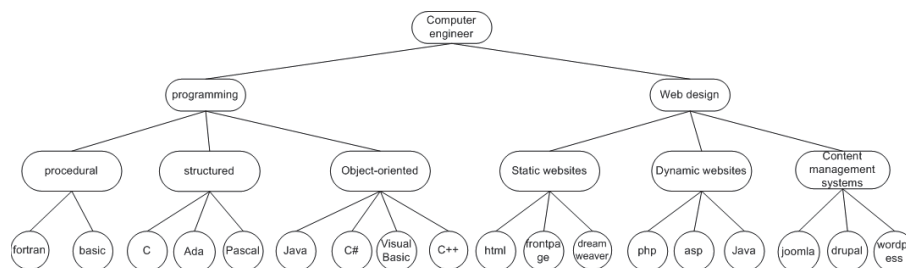 Computer
engineer
programming
Web design
procedural
structured
Object-oriented
Static websites
Dynamic websites
Content
management
systems
fortran
basic
C
Ada
Pascal
Java
C#
Visual
Basic
C++
html
frontpa
ge
dream
weaver
php
asp
Java
joomla
drupal
wordpr
ess